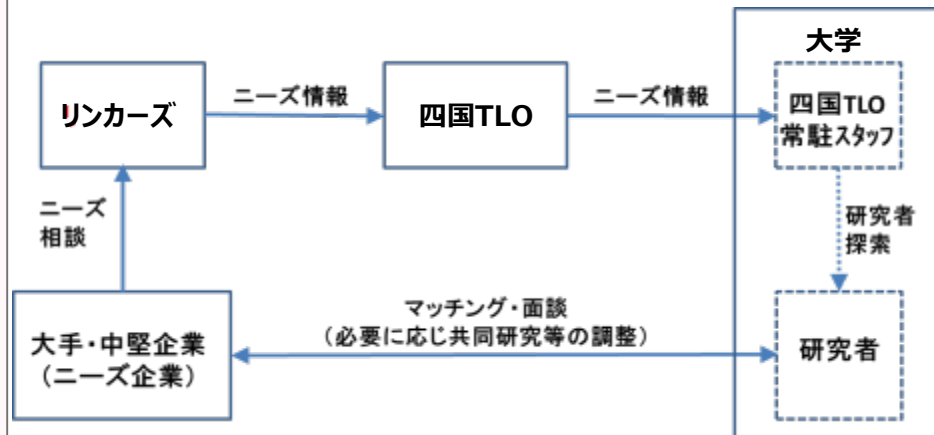 大学
リンカーズ
ニーズ情報
四国TLO
ニーズ情報
四国TLO
常駐スタッフ
ニーズ
相談
研究者
探索
大手・中堅企業
（ニーズ企業）
マッチング・面談
（必要に応じ共同研究等の調整）
研究者